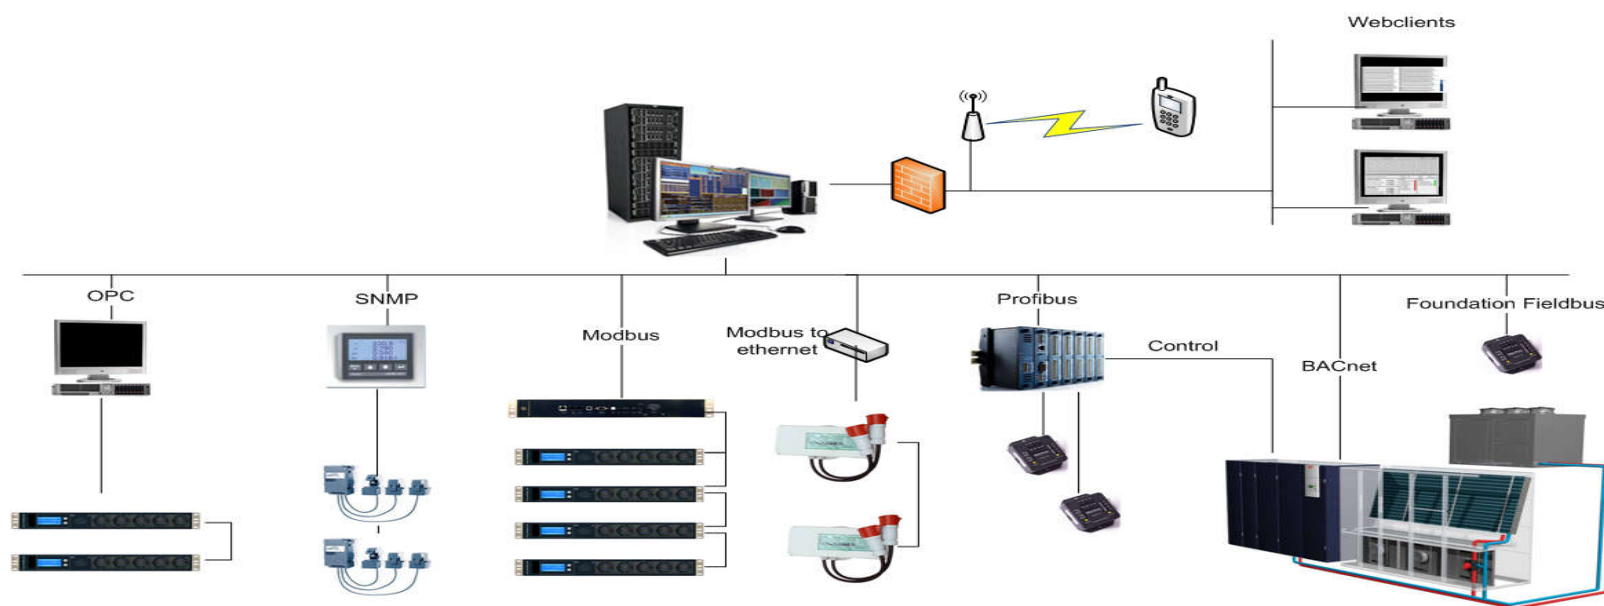 Webclients
OPC
SNMP
Modbus
Modbus to
ethernet
Profibus
Control
BACnet
Foundation Fieldbus